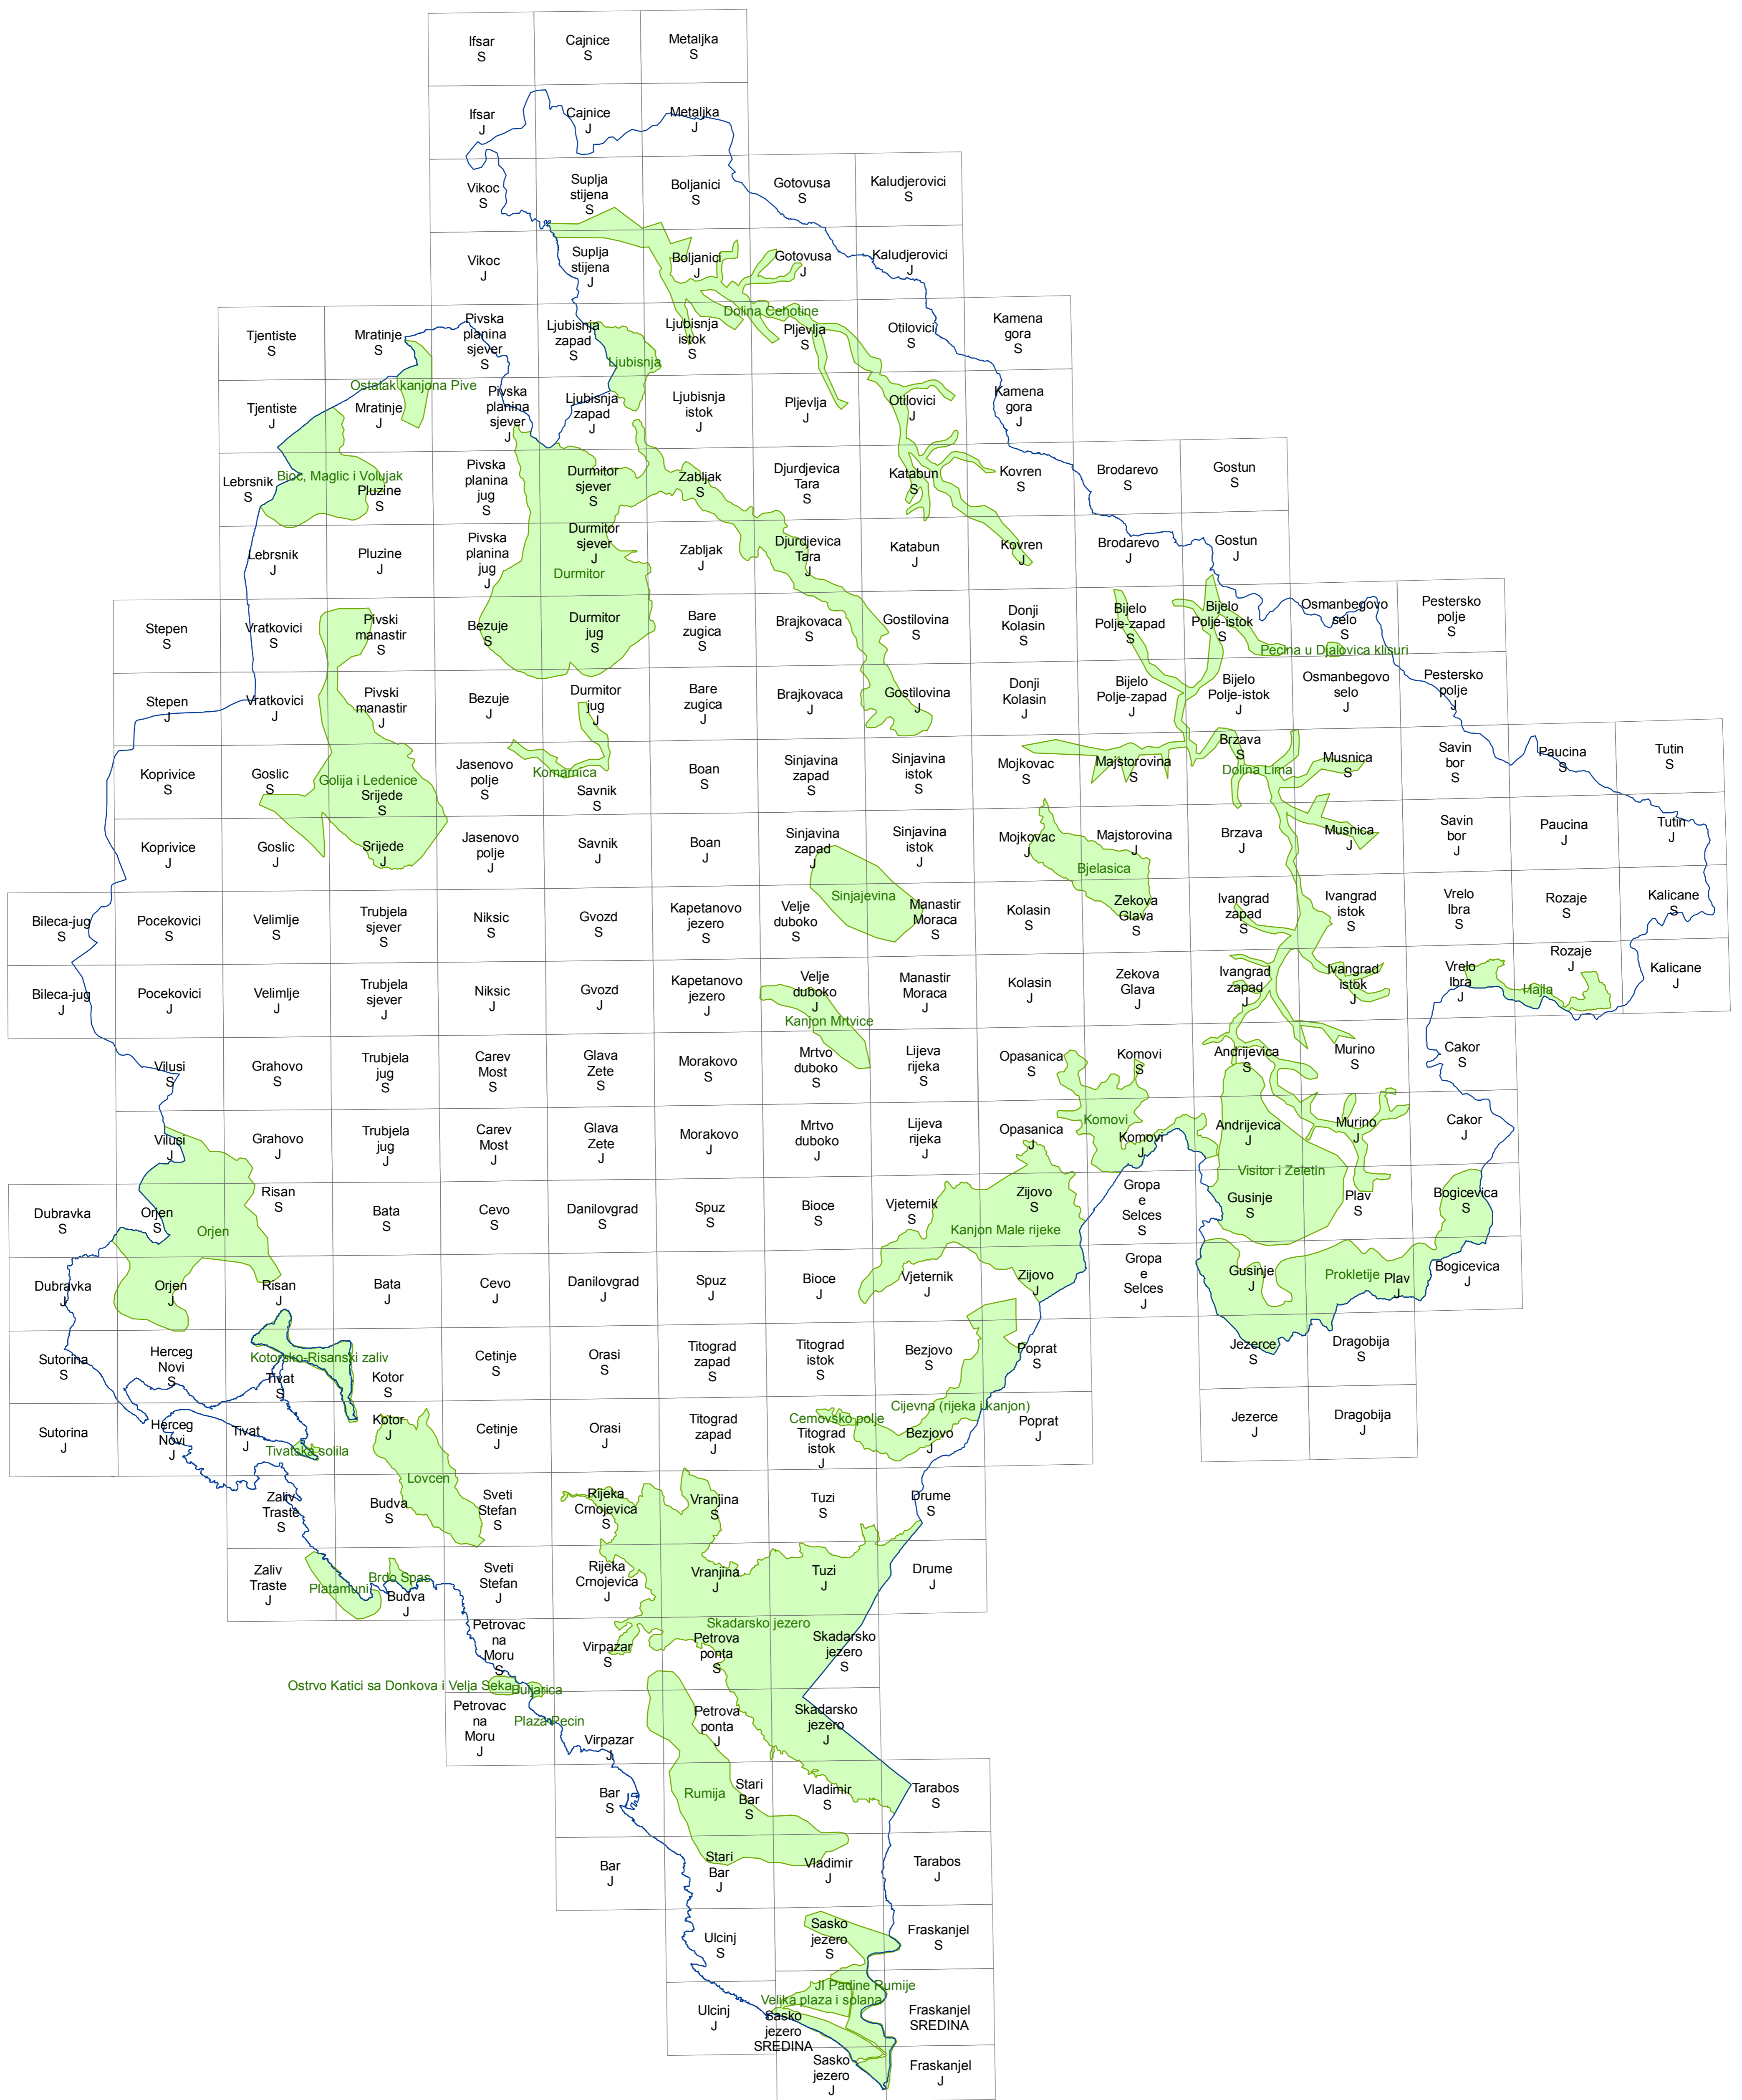 Ifsar
S
Cajnice
S
Metaljka
S
Ifsar
J
Cajnice
J
Metaljka
J
Vikoc
S
Suplja
stijena
S
Boljanici
S
Gotovusa
S
Kaludjerovici
S
Vikoc
J
Suplja
stijena
J
Boljanici
J
Gotovusa
J
Kaludjerovici
J
Dolina Cehotine
Tjentiste
S
Mratinje
S
Pivska
planina
sjever
S
Ljubisnja
zapad
S
Ljubisnja
istok
S
Pljevlja
S
Otilovici
S
Kamena
gora
S
Ljubisnja
Ostatak kanjona Pive
Tjentiste
J
Mratinje
J
Pivska
planina
sjever
J
Ljubisnja
zapad
J
Ljubisnja
istok
J
Pljevlja
J
Otilovici
J
Kamena
gora
J
Lebrsnik
S
Bioc, Maglic i Volujak
Pluzine
S
Pivska
planina
jug
S
Durmitor
sjever
S
Zabljak
S
Djurdjevica
Tara
S
Katabun
S
Kovren
S
Brodarevo
S
Gostun
S
Lebrsnik
J
Pluzine
J
Pivska
planina
jug
J
Durmitor
sjever
J
Durmitor
Zabljak
J
Djurdjevica
Tara
J
Katabun
J
Kovren
J
Brodarevo
J
Gostun
J
Stepen
S
Vratkovici
S
Pivski
manastir
S
Bezuje
S
Durmitor
jug
S
Bare
zugica
S
Brajkovaca
S
Gostilovina
S
Donji
Kolasin
S
Bijelo
Polje-zapad
S
Bijelo
Polje-istok
S
Osmanbegovo
selo
S
Pestersko
polje
S
Pecina u Djalovica klisuri
Stepen
J
Vratkovici
J
Pivski
manastir
J
Bezuje
J
Durmitor
jug
J
Bare
zugica
J
Brajkovaca
J
Gostilovina
J
Donji
Kolasin
J
Bijelo
Polje-zapad
J
Bijelo
Polje-istok
J
Osmanbegovo
selo
J
Pestersko
polje
J
Koprivice
S
Goslic
S
Golija i Ledenice
Srijede
S
Jasenovo
polje
S
Komarnica
Savnik
S
Boan
S
Sinjavina
zapad
S
Sinjavina
istok
S
Mojkovac
S
Majstorovina
S
Brzava
S
Dolina Lima
Musnica
S
Savin
bor
S
Paucina
S
Tutin
S
Koprivice
J
Goslic
J
Srijede
J
Jasenovo
polje
J
Savnik
J
Boan
J
Sinjavina
zapad
J
Sinjavina
istok
J
Mojkovac
J
Majstorovina
J
Bjelasica
Brzava
J
Musnica
J
Savin
bor
J
Paucina
J
Tutin
J
Bileca-jug
S
Pocekovici
S
Velimlje
S
Trubjela
sjever
S
Niksic
S
Gvozd
S
Kapetanovo
jezero
S
Velje
duboko
S
Sinjajevina
Manastir
Moraca
S
Kolasin
S
Zekova
Glava
S
Ivangrad
zapad
S
Ivangrad
istok
S
Vrelo
Ibra
S
Rozaje
S
Kalicane
S
Bileca-jug
J
Pocekovici
J
Velimlje
J
Trubjela
sjever
J
Niksic
J
Gvozd
J
Kapetanovo
jezero
J
Velje
duboko
J
Kanjon Mrtvice
Manastir
Moraca
J
Kolasin
J
Zekova
Glava
J
Ivangrad
zapad
J
Ivangrad
istok
J
Vrelo
Ibra
J
Hajla
Rozaje
J
Kalicane
J
Vilusi
S
Grahovo
S
Trubjela
jug
S
Carev
Most
S
Glava
Zete
S
Morakovo
S
Mrtvo
duboko
S
Lijeva
rijeka
S
Opasanica
S
Komovi
S
Andrijevica
S
Murino
S
Cakor
S
Vilusi
J
Grahovo
J
Trubjela
jug
J
Carev
Most
J
Glava
Zete
J
Morakovo
J
Mrtvo
duboko
J
Lijeva
rijeka
J
Opasanica
J
Komovi
Komovi
J
Andrijevica
J
Murino
J
Cakor
J
Visitor i Zeletin
Dubravka
S
Orjen
S
Orjen
Risan
S
Bata
S
Cevo
S
Danilovgrad
S
Spuz
S
Bioce
S
Vjeternik
S
Zijovo
S
Kanjon Male rijeke
Gropa
e
Selces
S
Gusinje
S
Plav
S
Bogicevica
S
Dubravka
J
Orjen
J
Risan
J
Bata
J
Cevo
J
Danilovgrad
J
Spuz
J
Bioce
J
Vjeternik
J
Zijovo
J
Gropa
e
Selces
J
Gusinje
J
Prokletije
Plav
J
Bogicevica
J
Sutorina
S
Herceg
Novi
S
Kotorsko-Risanski zaliv
Tivat
S
Kotor
S
Cetinje
S
Orasi
S
Titograd
zapad
S
Titograd
istok
S
Bezjovo
S
Poprat
S
Jezerce
S
Dragobija
S
Sutorina
J
Herceg
Novi
J
Tivat
J
Tivatska solila
Kotor
J
Lovcen
Cetinje
J
Orasi
J
Titograd
zapad
J
Cemovsko polje
Titograd
istok
J
Cijevna (rijeka i kanjon)
Bezjovo
J
Poprat
J
Jezerce
J
Dragobija
J
Zaliv
Traste
S
Budva
S
Sveti
Stefan
S
Rijeka
Crnojevica
S
Vranjina
S
Tuzi
S
Drume
S
Zaliv
Traste
J
Platamuni
Brdo Spas
Budva
J
Sveti
Stefan
J
Rijeka
Crnojevica
J
Vranjina
J
Tuzi
J
Drume
J
Skadarsko jezero
Petrovac
na
Moru
S
Virpazar
S
Petrova
ponta
S
Skadarsko
jezero
S
Ostrvo Katici sa Donkova i Velja Seka
Buljarica
Plaza Pecin
Petrovac
na
Moru
J
Virpazar
J
Petrova
ponta
J
Skadarsko
jezero
J
Bar
S
Rumija
Stari
Bar
S
Vladimir
S
Tarabos
S
Bar
J
Stari
Bar
J
Vladimir
J
Tarabos
J
Ulcinj
S
Sasko
jezero
S
Fraskanjel
S
JI Padine Rumije
Velika plaza i solana
Ulcinj
J
Sasko
jezero
SREDINA
Fraskanjel
SREDINA
Sasko
jezero
J
Fraskanjel
J